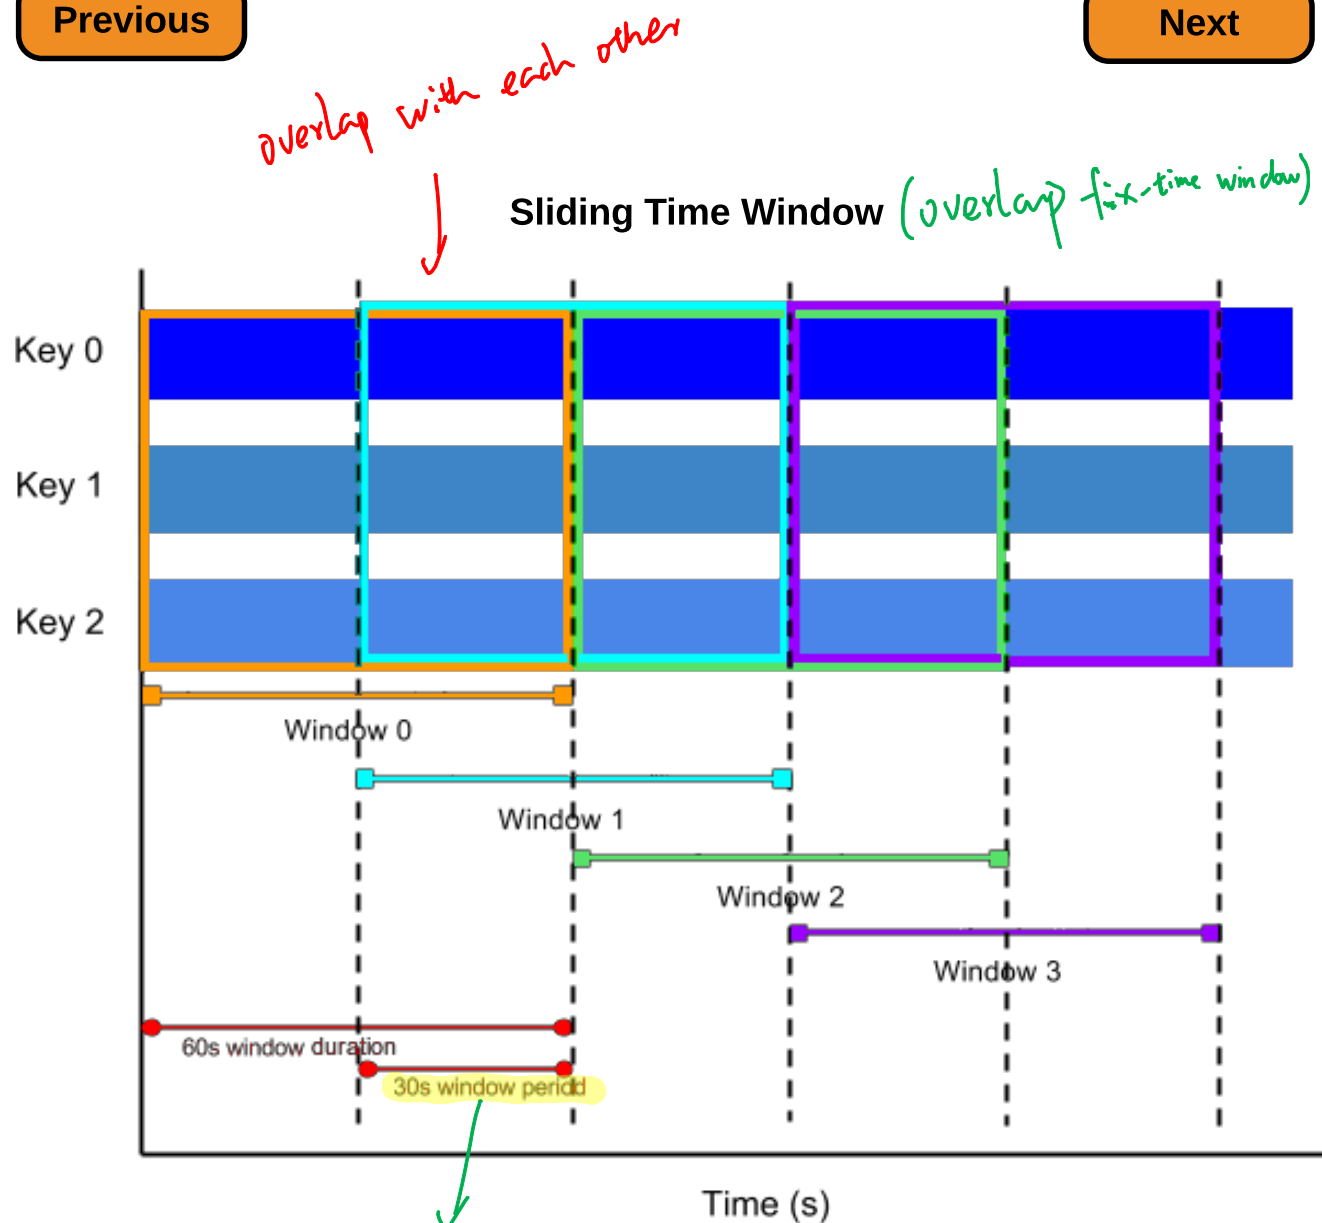 Previous
Next
overlap with each other
Sliding Time Window (overlap fix-time window)
Key 0
Key 1
Key 2
Window 0
Window 1
Window 2
Window 3
60s window duration
30s window period
Time (s)